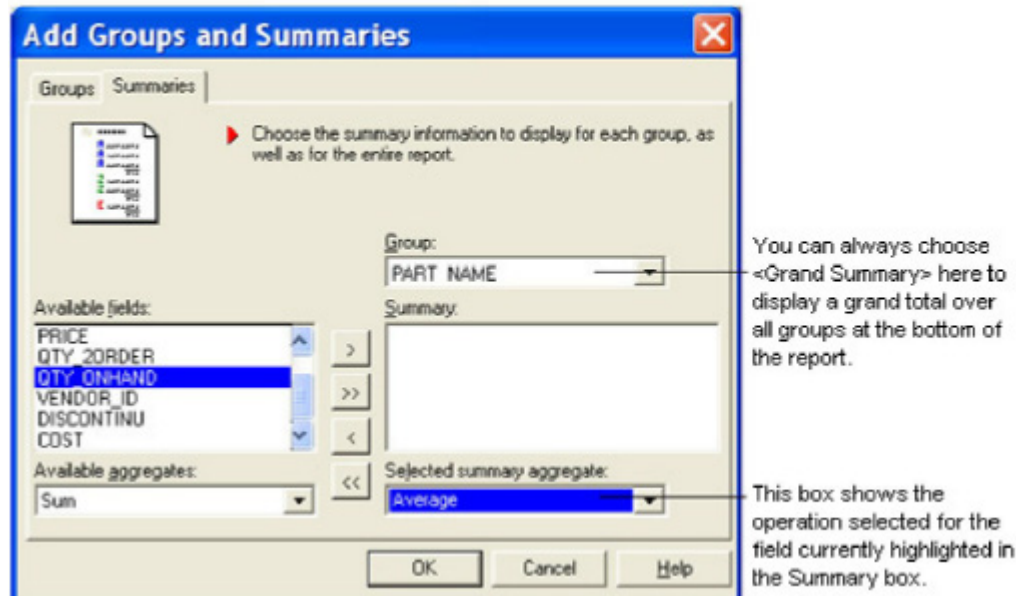 Add Groups and Summaries
Groups Summaries
Choose the summary information to display for each group, as
well as for the entire report.
Group:
PART NAME
Available fields:
PRICE
QTY_2ORDER
QTY_ONHAND
VENDOR_ID
DISCONTINU
COST
>
>>
<
<<
Summary:
Available aggregates:
Sum
Selected summary aggregate:
Average
OK Cancel Help
You can always choose
<Grand Summary> here to
display a grand total over
all groups at the bottom of
the report.
This box shows the
operation selected for the
field currently highlighted in
the Summary box.